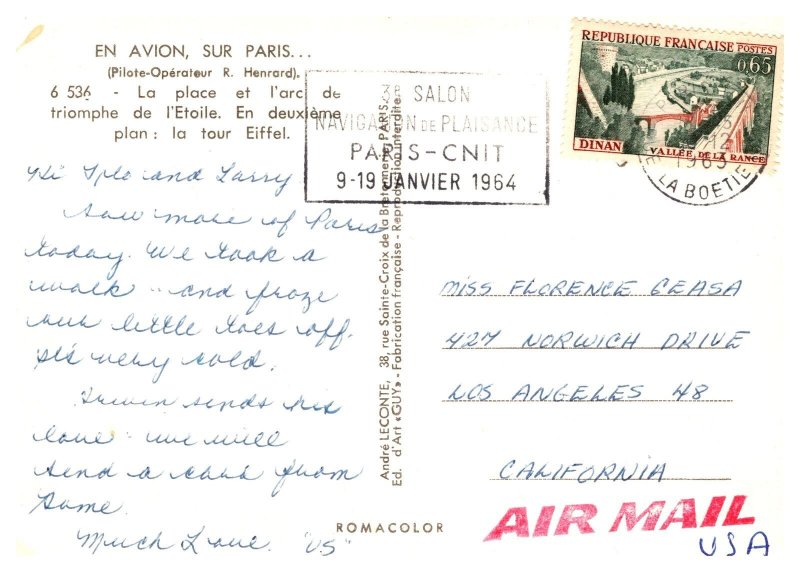 EN AVION, SUR PARIS...
(Pilote-Opérateur R. Henrard).
6 536 - La place et l'arc de
triomphe de l'Etoile. En deuxième
plan : la tour Eiffel.
3e SALON
NAVIGATION DE PLAISANCE
PARIS-CNIT
9-19 JANVIER 1964
REPUBLIQUE FRANÇAISE POSTES
0,65
DINAN VALLÉE DE LA RANCE
1963
LA BOETIE
Hi Flo and Larry
Saw more of Paris
today. We took a
walk - and froze
our little toes off.
It's very cold.
Irwin sends his
love - we will
send a card from
Rome.
Much Love. "US"
André LECONTE, 38, rue Sainte-Croix de la Bretonnerie, PARIS.
Ed. d'Art «GUY» - Fabrication française - Reproduction interdite.
MISS FLORENCE CEASA
427 NORWICH DRIVE
LOS ANGELES 48
CALIFORNIA
ROMACOLOR
AIR MAIL
USA